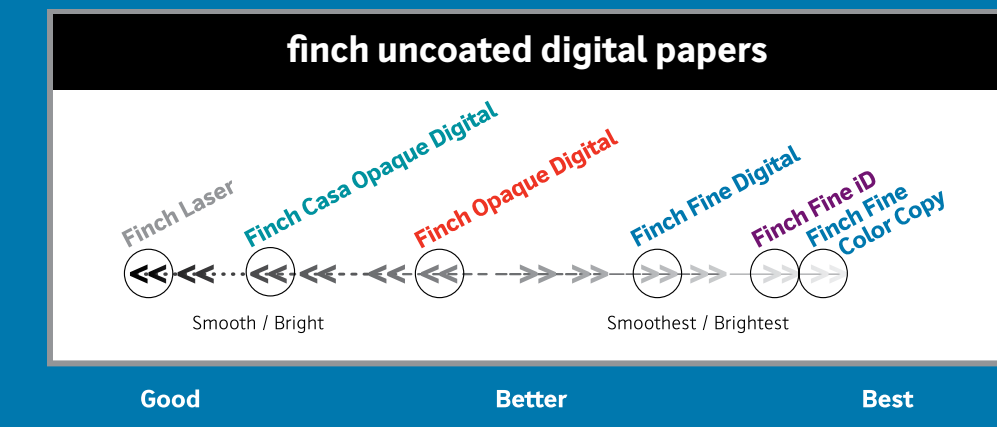 finch uncoated digital papers
Finch Laser
Finch Casa Opaque Digital
Finch Opaque Digital
Finch Fine Digital
Finch Fine iD
Finch Fine
Color Copy
Smooth / Bright
Smoothest / Brightest
Good
Better
Best